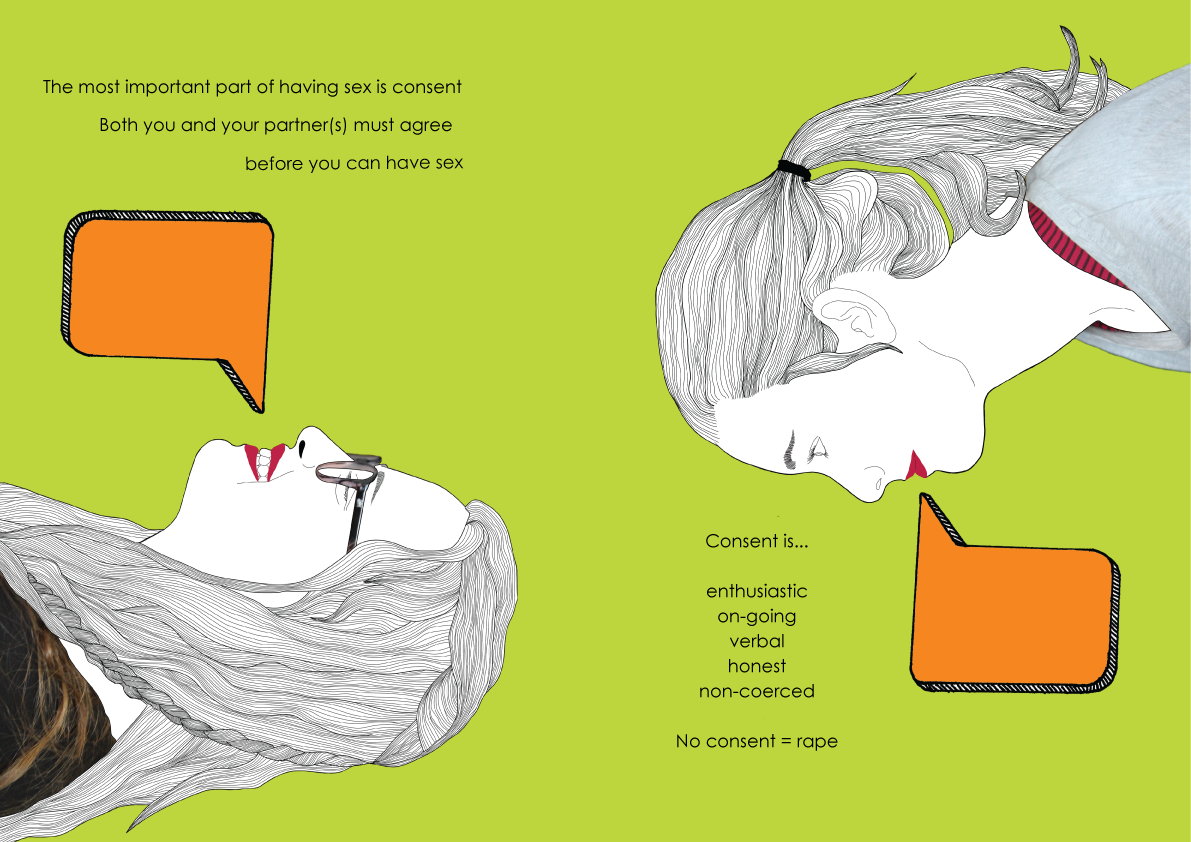 The most important part of having sex is consent
Both you and your partner(s) must agree
before you can have sex
Consent is...
enthusiastic
on-going
verbal
honest
non-coerced
No consent = rape